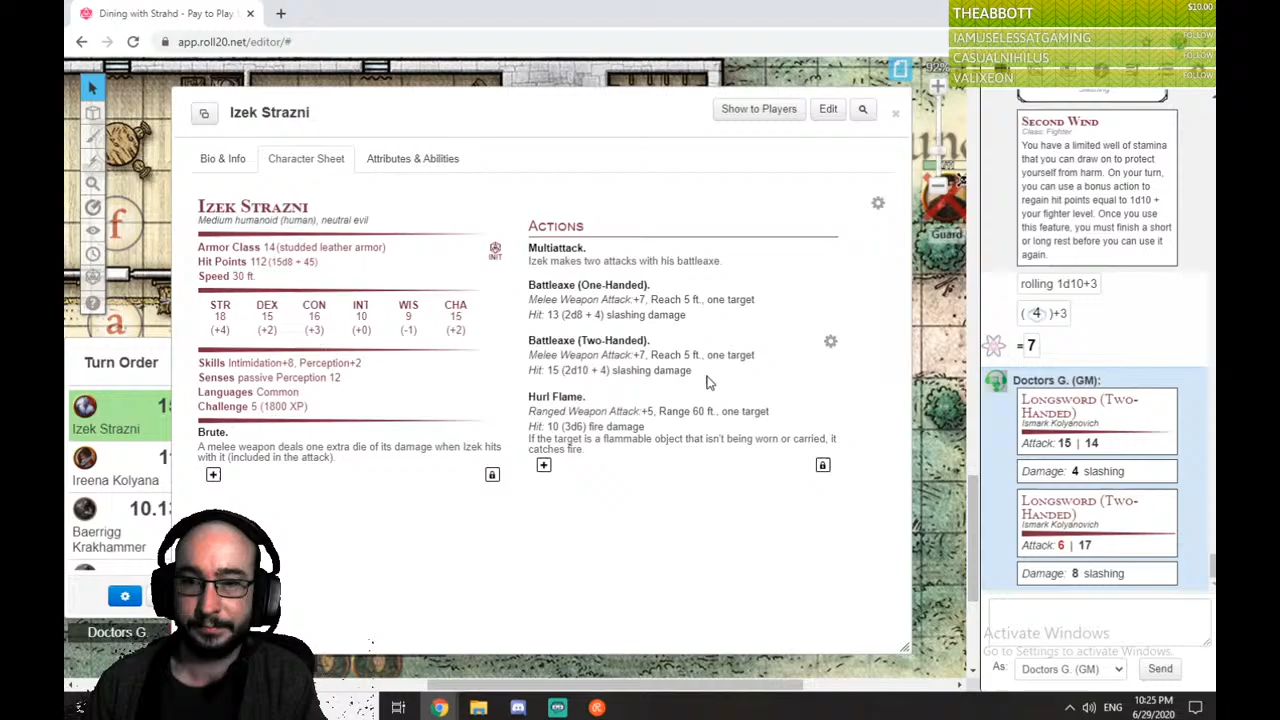 Dining with Strahd - Pay to Play
THEABBOTT
$10.00
IAMUSELESSATGAMING
FOLLOW
CASUALNIHILUS
FOLLOW
VALIXEON
FOLLOW
app.roll20.net/editor/#
92%
Izek Strazni
Show to Players
Edit
Bio & Info
Character Sheet
Attributes & Abilities
IZEK STRAZNI
Medium humanoid (human), neutral evil
Armor Class 14 (studded leather armor)
Hit Points 112 (15d8 + 45)
Speed 30 ft.
INIT
STR DEX CON INT WIS CHA
18 15 16 10 9 15
(+4) (+2) (+3) (+0) (-1) (+2)
Skills Intimidation+8, Perception+2
Senses passive Perception 12
Languages Common
Challenge 5 (1800 XP)
Brute.
A melee weapon deals one extra die of its damage when Izek hits
with it (included in the attack).
ACTIONS
Multiattack.
Izek makes two attacks with his battleaxe.
Battleaxe (One-Handed).
Melee Weapon Attack:+7, Reach 5 ft., one target
Hit: 13 (2d8 + 4) slashing damage
Battleaxe (Two-Handed).
Melee Weapon Attack:+7, Reach 5 ft., one target
Hit: 15 (2d10 + 4) slashing damage
Hurl Flame.
Ranged Weapon Attack:+5, Range 60 ft., one target
Hit: 10 (3d6) fire damage
If the target is a flammable object that isn't being worn or carried, it
catches fire.
f
a
Guard
Turn Order
Izek Strazni
Ireena Kolyana
10.13
Baerrigg
Krakhammer
Doctors G.
SECOND WIND
Class: Fighter
You have a limited well of stamina
that you can draw on to protect
yourself from harm. On your turn,
you can use a bonus action to
regain hit points equal to 1d10 +
your fighter level. Once you use
this feature, you must finish a short
or long rest before you can use it
again.
rolling 1d10+3
(4)+3
=7
Doctors G. (GM):
LONGSWORD (TWO-
HANDED)
Ismark Kolyanovich
Attack: 15 | 14
Damage: 4 slashing
LONGSWORD (TWO-
HANDED)
Ismark Kolyanovich
Attack: 6 | 17
Damage: 8 slashing
Activate Windows
Go to Settings to activate Windows.
As:
Doctors G. (GM)
Send
ENG
10:25 PM
6/29/2020